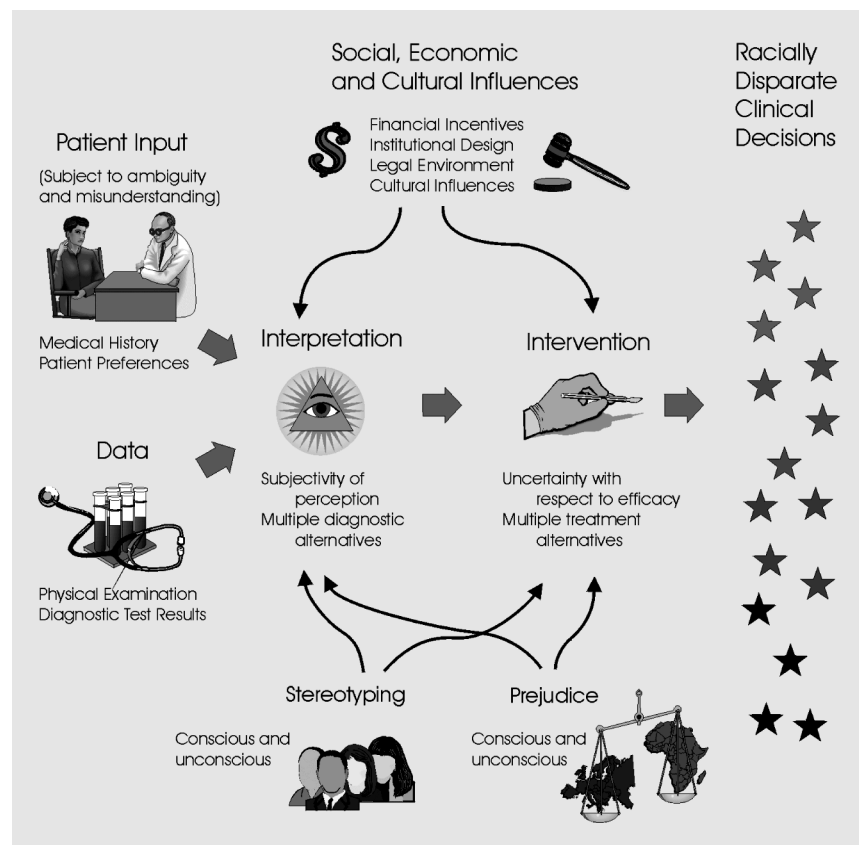 Social, Economic
and Cultural Influences
Financial Incentives
Institutional Design
Legal Environment
Cultural Influences
Racially
Disparate
Clinical
Decisions
Patient Input
(Subject to ambiguity
and misunderstanding)
Medical History
Patient Preferences
Data
Physical Examination
Diagnostic Test Results
Interpretation
Subjectivity of
perception
Multiple diagnostic
alternatives
Intervention
Uncertainty with
respect to efficacy
Multiple treatment
alternatives
Stereotyping
Conscious and
unconscious
Prejudice
Conscious and
unconscious